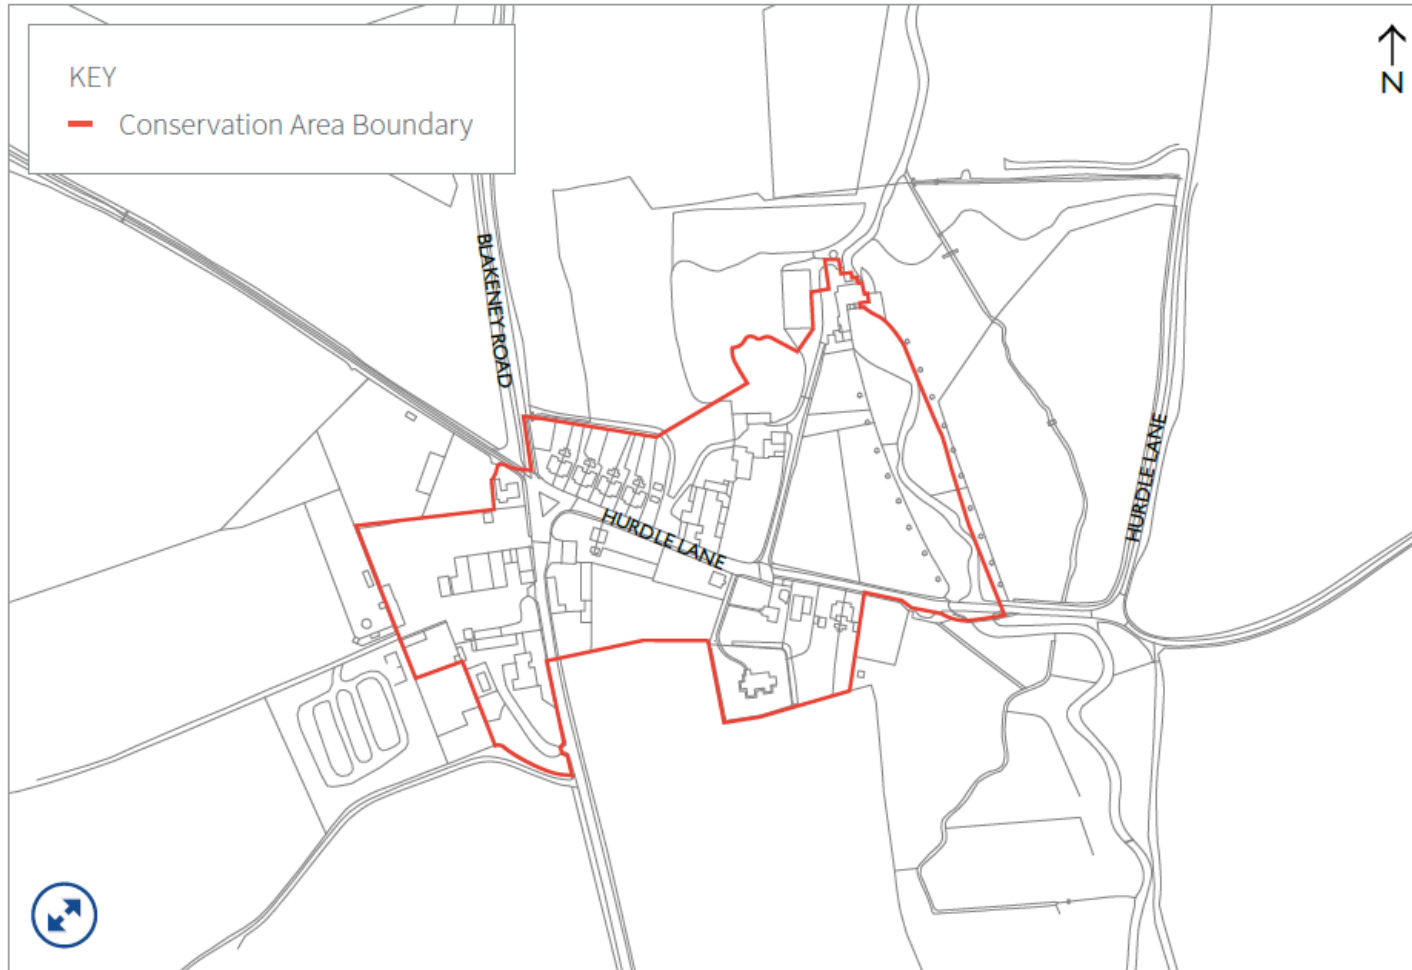 KEY
Conservation Area Boundary
N
BLAKENEY ROAD
HURDLE LANE
HURDLE LANE